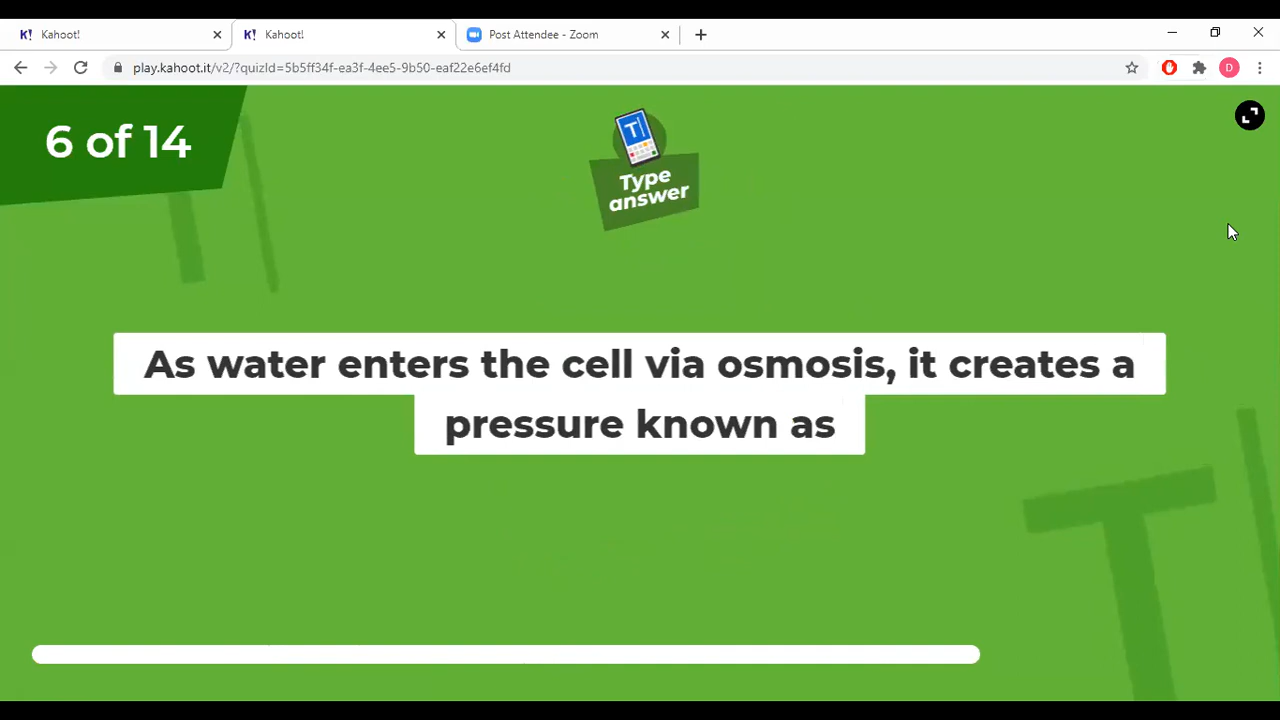 K! Kahoot!
K! Kahoot!
Post Attendee - Zoom
play.kahoot.it/v2/?quizId=5b5ff34f-ea3f-4ee5-9b50-eaf22e6ef4fd
D
6 of 14
T
Type
answer
As water enters the cell via osmosis, it creates a
pressure known as